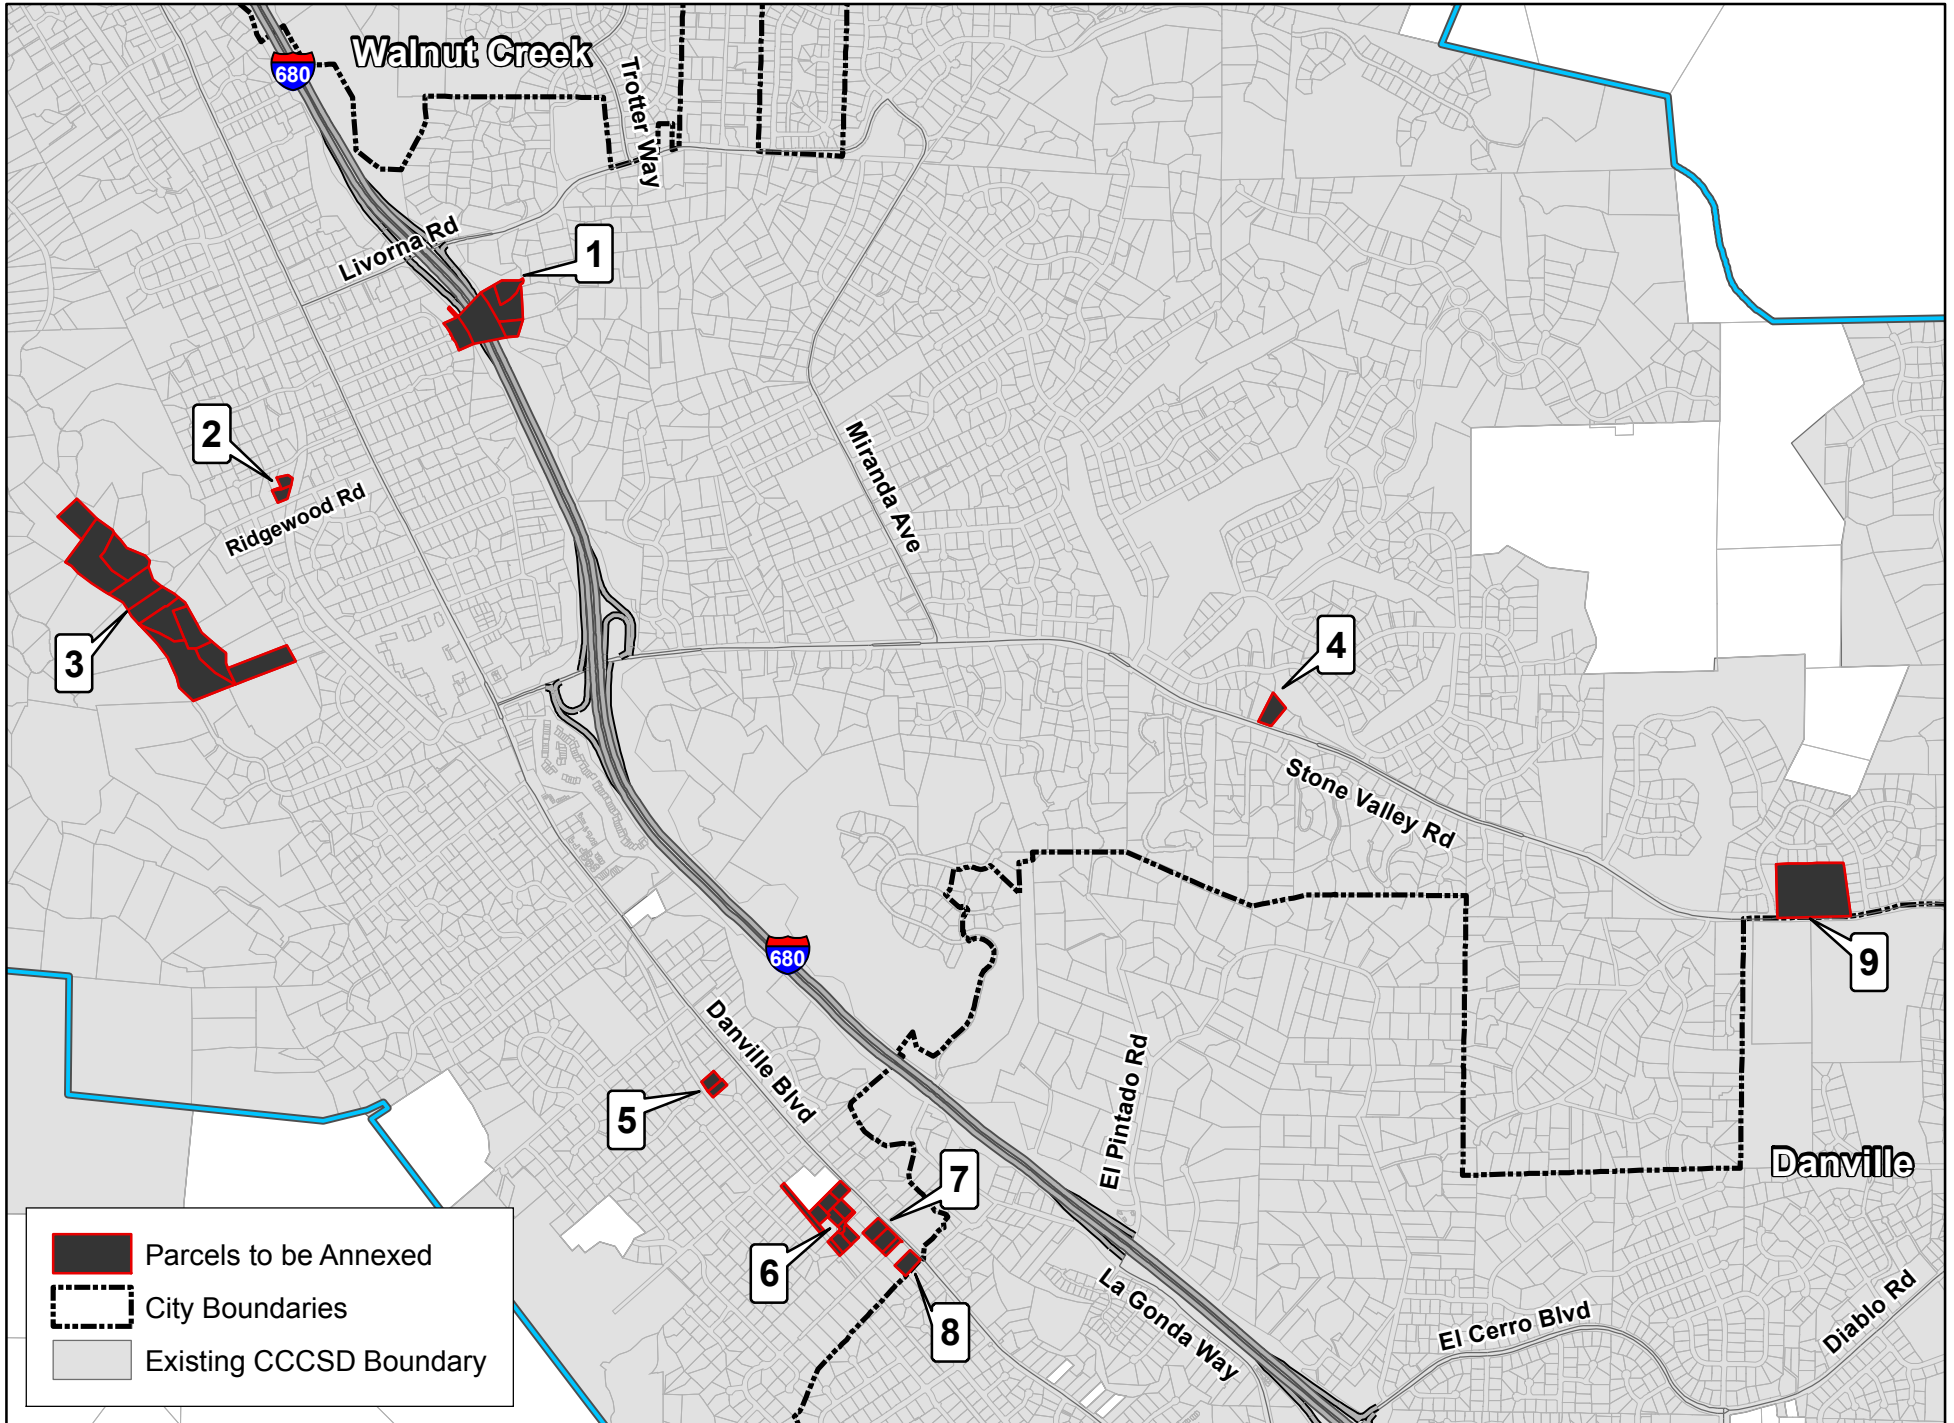 Walnut Creek
680
Trotter Way
Livorna Rd
1
2
Ridgewood Rd
Miranda Ave
3
4
Stone Valley Rd
9
680
Danville Blvd
El Pintado Rd
5
Danville
7
6
8
La Gonda Way
El Cerro Blvd
Diablo Rd
Parcels to be Annexed
City Boundaries
Existing CCCSD Boundary